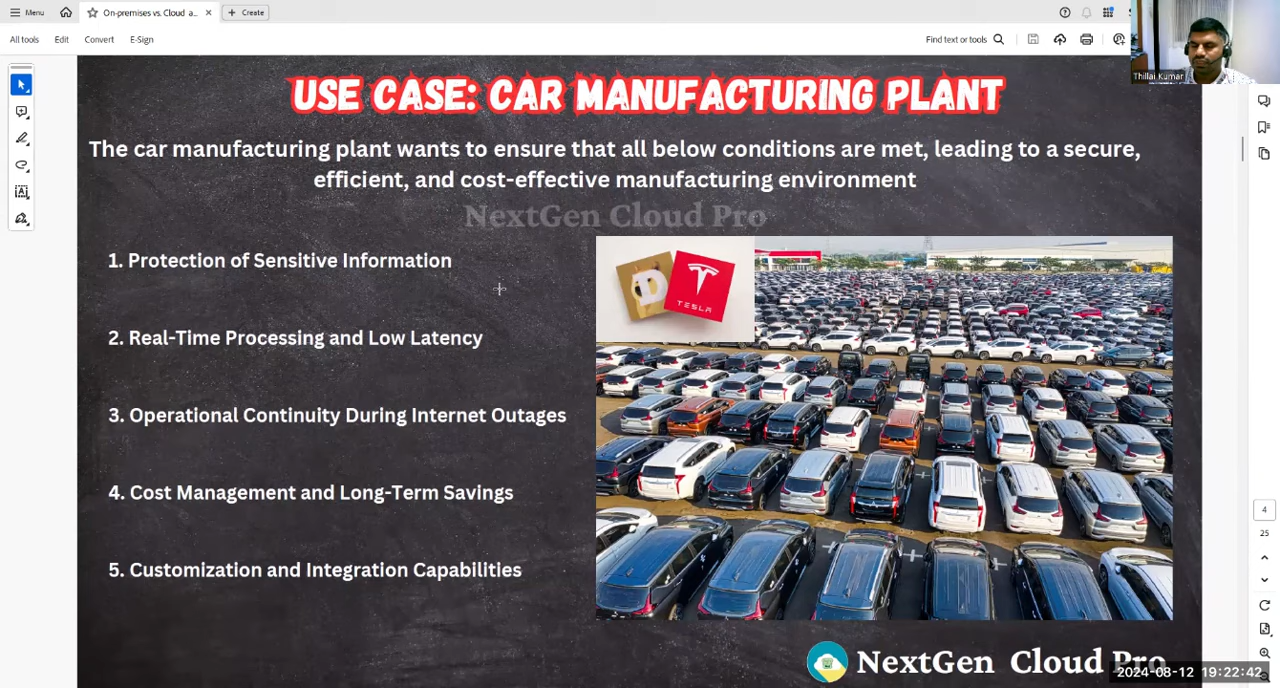 Menu
On-premises vs. Cloud a...
Create
All tools
Edit
Convert
E-Sign
Find text or tools
Thillai Kumar
USE CASE: CAR MANUFACTURING PLANT
The car manufacturing plant wants to ensure that all below conditions are met, leading to a secure,
efficient, and cost-effective manufacturing environment
NextGen Cloud Pro
1. Protection of Sensitive Information
2. Real-Time Processing and Low Latency
3. Operational Continuity During Internet Outages
4. Cost Management and Long-Term Savings
5. Customization and Integration Capabilities
D
TESLA
4
25
NextGen Cloud Pro
2024-08-12 19:22:42